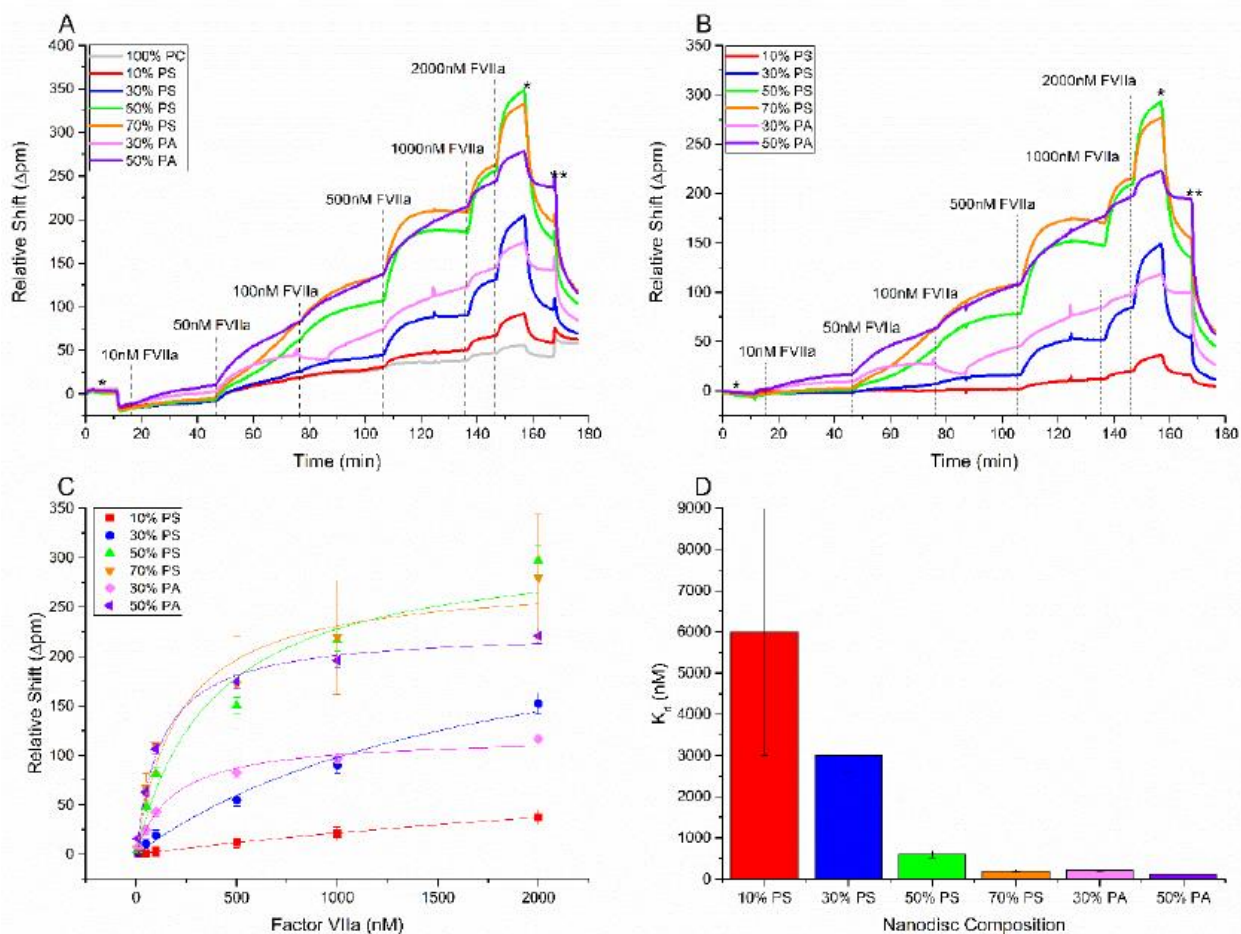 A
100% PC
10% PS
30% PS
50% PS
70% PS
30% PA
50% PA
10nM FVIIa
50nM FVIIa
100nM FVIIa
500nM FVIIa
1000nM FVIIa
2000nM FVIIa
*
*
**
Relative Shift (Δpm)
400
350
300
250
200
150
100
50
0
0 20 40 60 80 100 120 140 160 180
Time (min)
B
10% PS
30% PS
50% PS
70% PS
30% PA
50% PA
10nM FVIIa
50nM FVIIa
100nM FVIIa
500nM FVIIa
1000nM FVIIa
2000nM FVIIa
*
*
**
Relative Shift (Δpm)
350
300
250
200
150
100
50
0
0 20 40 60 80 100 120 140 160 180
Time (min)
C
10% PS
30% PS
50% PS
70% PS
30% PA
50% PA
Relative Shift (Δpm)
350
300
250
200
150
100
50
0
0 500 1000 1500 2000
Factor VIIa (nM)
D
Kd (nM)
9000
8000
7000
6000
5000
4000
3000
2000
1000
0
10% PS 30% PS 50% PS 70% PS 30% PA 50% PA
Nanodisc Composition